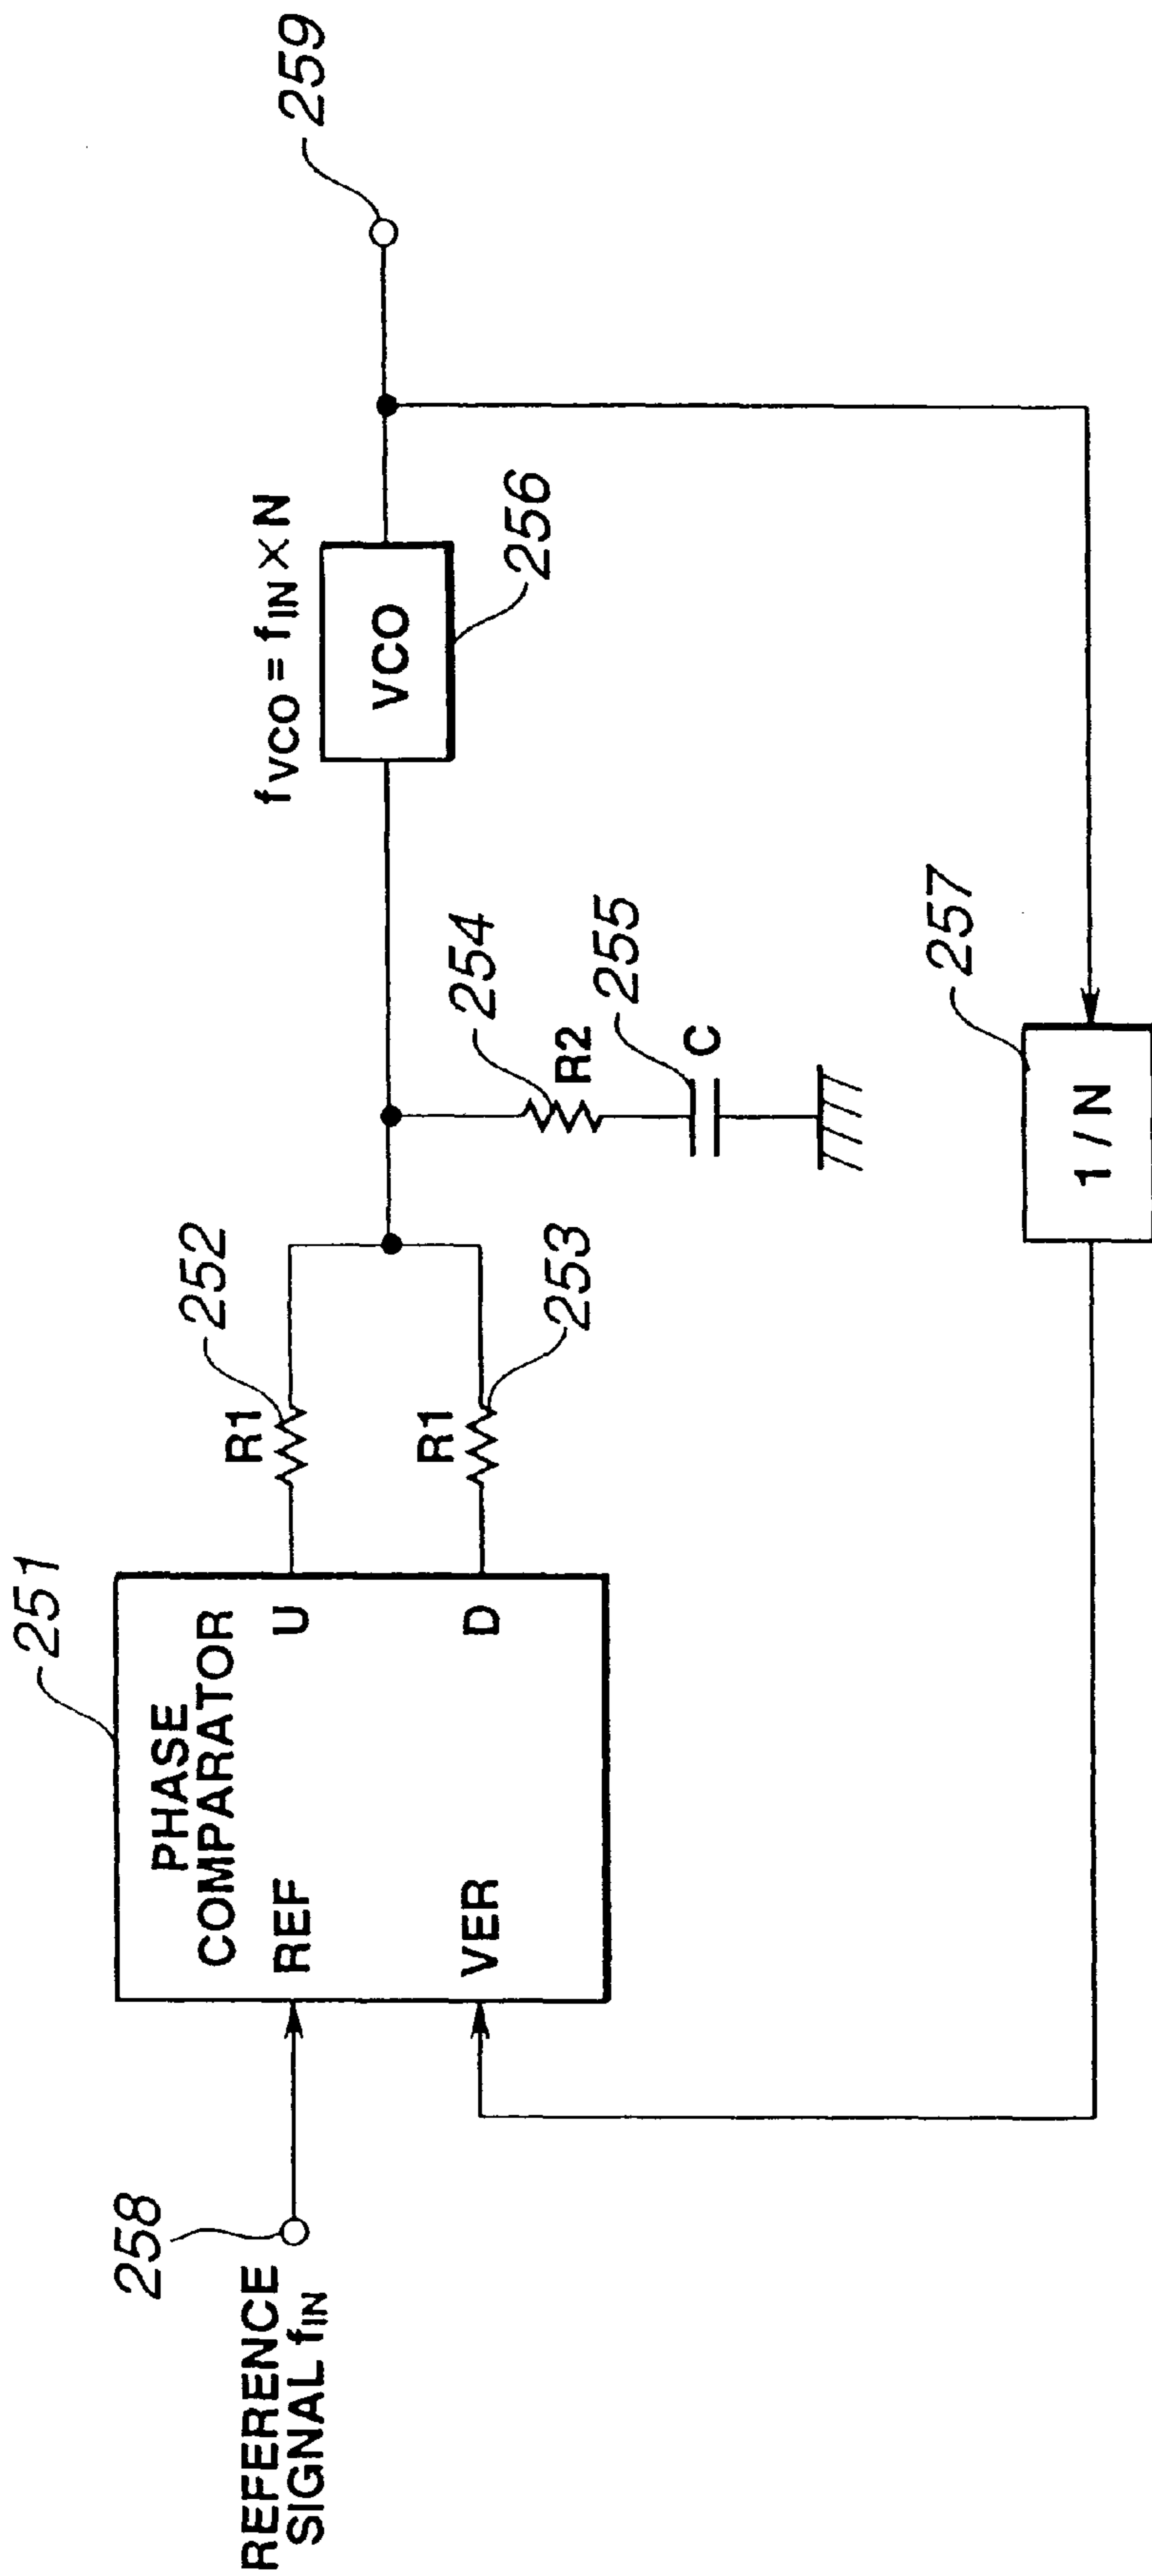 251
PHASE
COMPARATOR
REF
U
VER
D
258
REFERENCE
SIGNAL fIN
R1
252
R1
253
254
R2
255
C
fVCO = fIN × N
VCO
256
259
257
1 / N